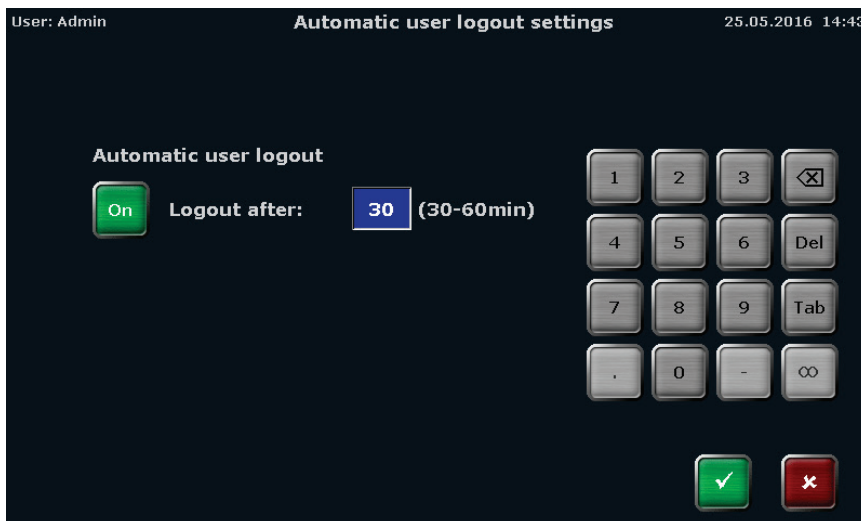 User: Admin Automatic user logout settings 25.05.2016 14:43
Automatic user logout
On Logout after: 30 (30-60min)
1 2 3
4 5 6 Del
7 8 9 Tab
. 0 - ∞